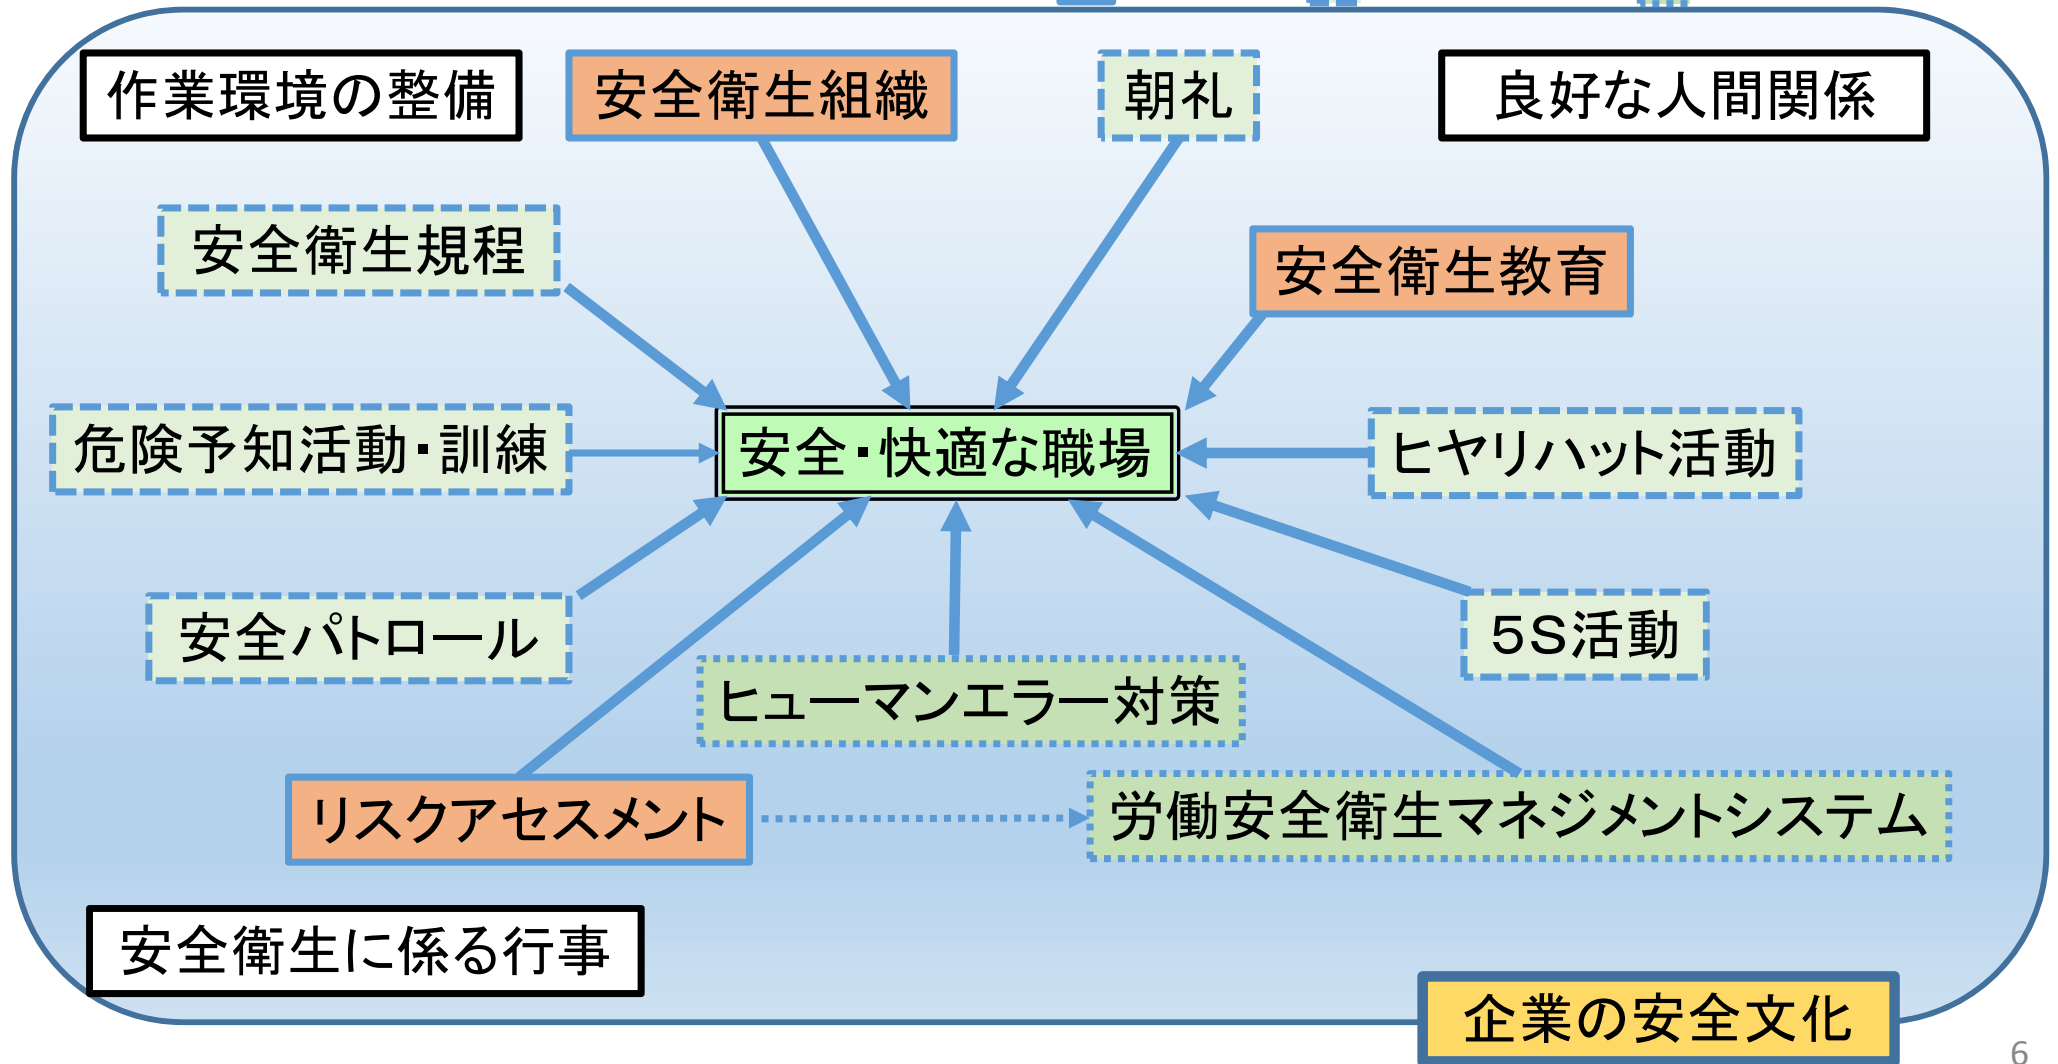 作業環境の整備
安全衛生組織
朝礼
良好な人間関係
安全衛生規程
安全衛生教育
危険予知活動・訓練
安全・快適な職場
ヒヤリハット活動
安全パトロール
5S活動
ヒューマンエラー対策
リスクアセスメント
労働安全衛生マネジメントシステム
安全衛生に係る行事
企業の安全文化
6